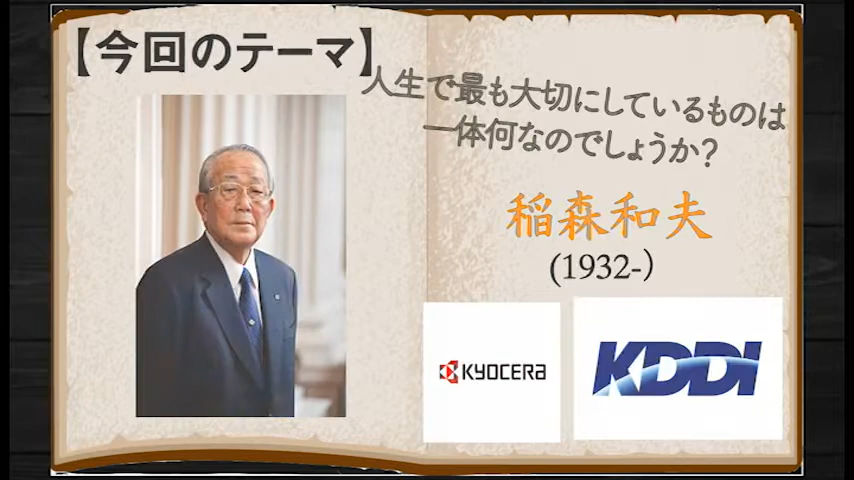 【今回のテーマ】
人生で最も大切にしているものは
一体何なのでしょうか?
稲森和夫
(1932-)
KYOCERA
KDDI